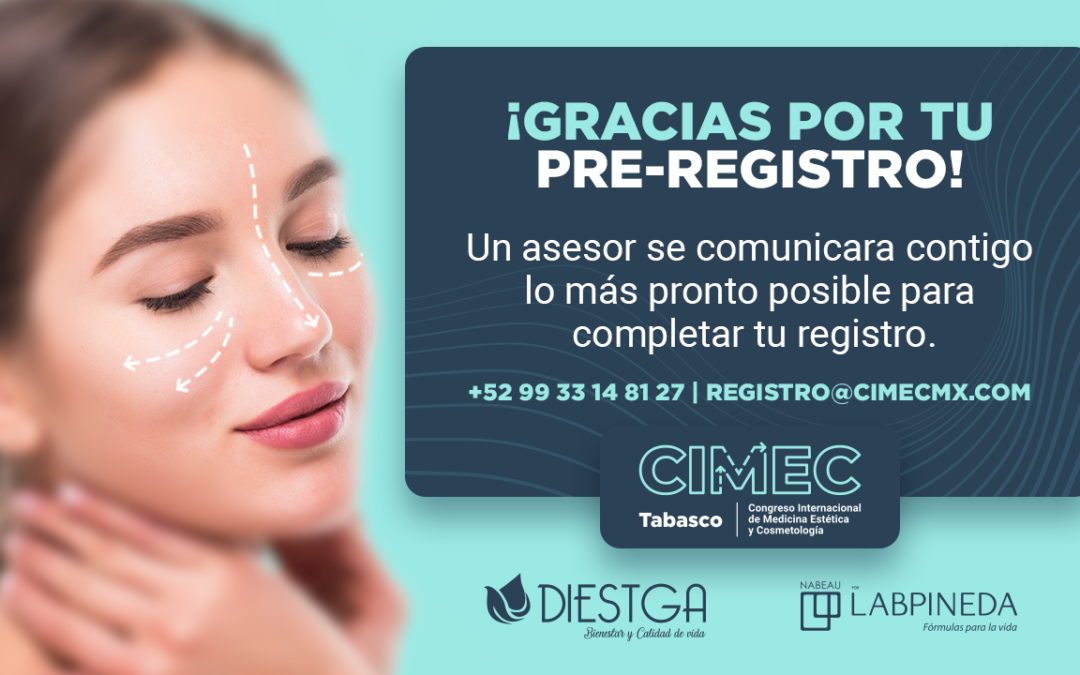 ¡GRACIAS POR TU
PRE-REGISTRO!
Un asesor se comunicara contigo
lo más pronto posible para
completar tu registro.
+52 99 33 14 81 27 | REGISTRO@CIMECMX.COM
CIMEC
Tabasco
Congreso Internacional
de Medicina Estética
y Cosmetología
DIESTGA
Bienestar y Calidad de vida
NABEAU POR
LABPINEDA
Fórmulas para la vida